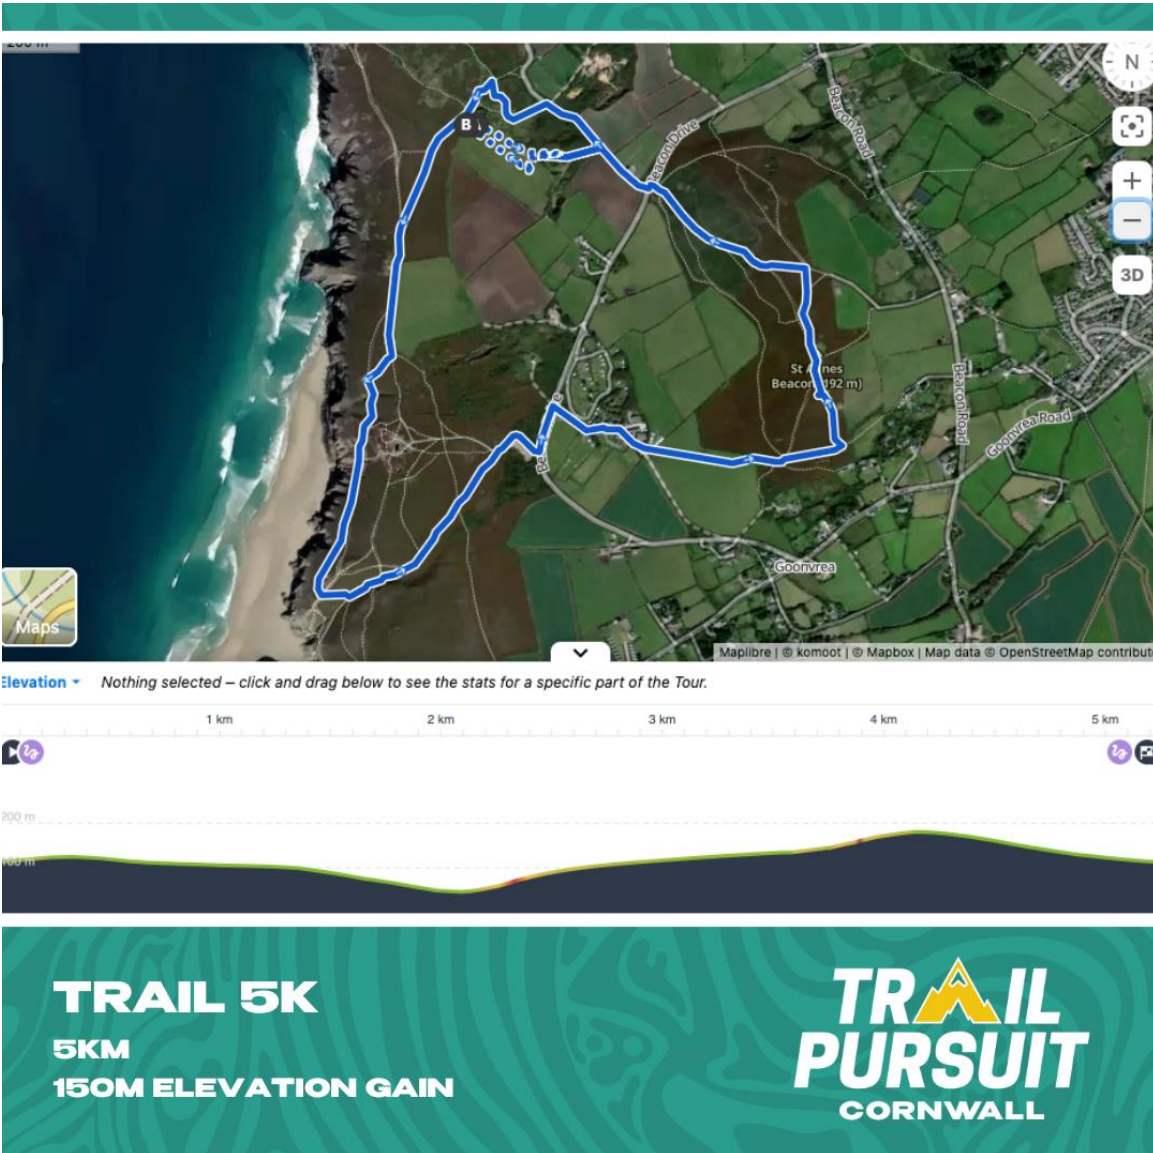 200 m
N
Beacon Road
Beacon Drive
B
3D
St Agnes
Beacon (192 m)
Beacon Road
Goonvrea Road
Goonvrea
Maps
Maplibre | © komoot | © Mapbox | Map data © OpenStreetMap contribut
Elevation Nothing selected – click and drag below to see the stats for a specific part of the Tour.
1 km 2 km 3 km 4 km 5 km
200 m
100 m
TRAIL 5K
5KM
150M ELEVATION GAIN
TRAIL
PURSUIT
CORNWALL